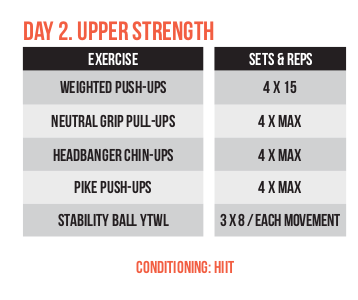 DAY 2. UPPER STRENGTH
EXERCISE SETS & REPS
WEIGHTED PUSH-UPS 4 X 15
NEUTRAL GRIP PULL-UPS 4 X MAX
HEADBANGER CHIN-UPS 4 X MAX
PIKE PUSH-UPS 4 X MAX
STABILITY BALL YTWL 3 X 8 / EACH MOVEMENT
CONDITIONING: HIIT